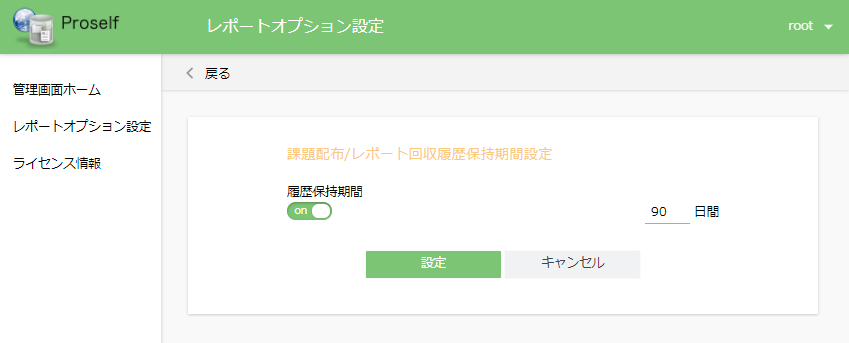 Proself
レポートオプション設定
root
管理画面ホーム
レポートオプション設定
ライセンス情報
戻る
課題配布/レポート回収履歴保持期間設定
履歴保持期間
on
90 日間
設定
キャンセル